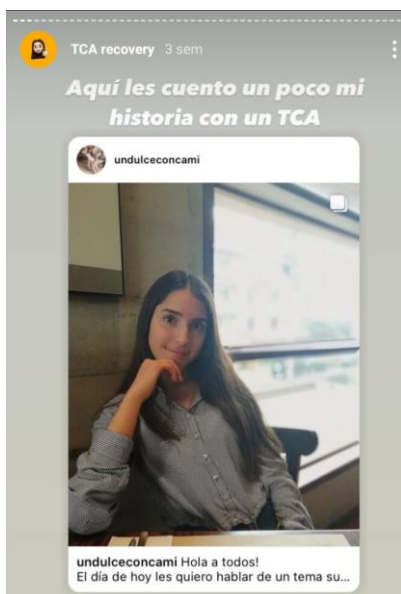 TCA recovery 3 sem
Aquí les cuento un poco mi
historia con un TCA
undulceconcami
undulceconcami Hola a todos!
El día de hoy les quiero hablar de un tema su...